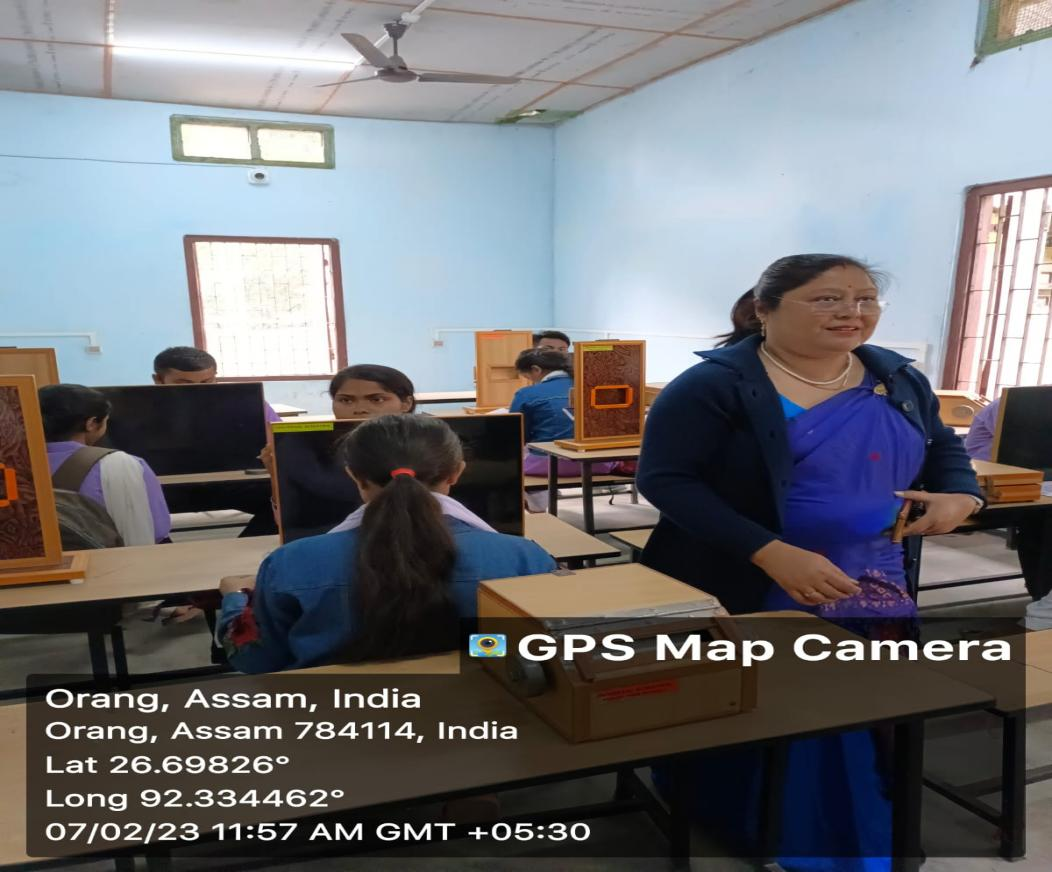 GPS Map Camera
Orang, Assam, India
Orang, Assam 784114, India
Lat 26.69826°
Long 92.334462°
07/02/23 11:57 AM GMT +05:30